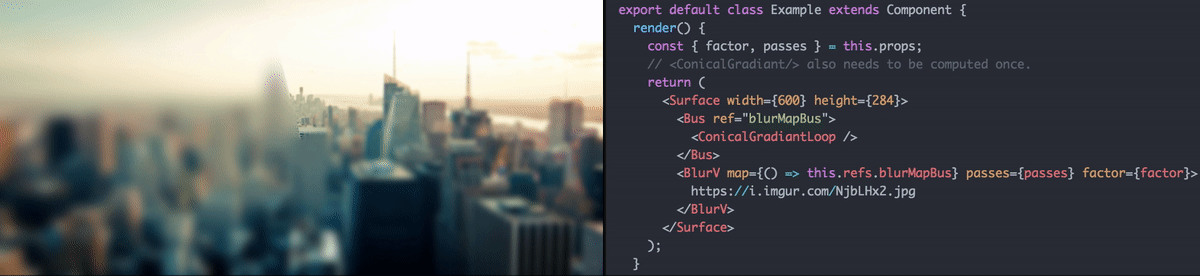 export default class Example extends Component {
  render() {
    const { factor, passes } = this.props;
    // <ConicalGradiant/> also needs to be computed once.
    return (
      <Surface width={600} height={284}>
        <Bus ref="blurMapBus">
          <ConicalGradiantLoop />
        </Bus>
        <BlurV map={() => this.refs.blurMapBus} passes={passes} factor={factor}>
          https://i.imgur.com/NjbLHx2.jpg
        </BlurV>
      </Surface>
    );
  }